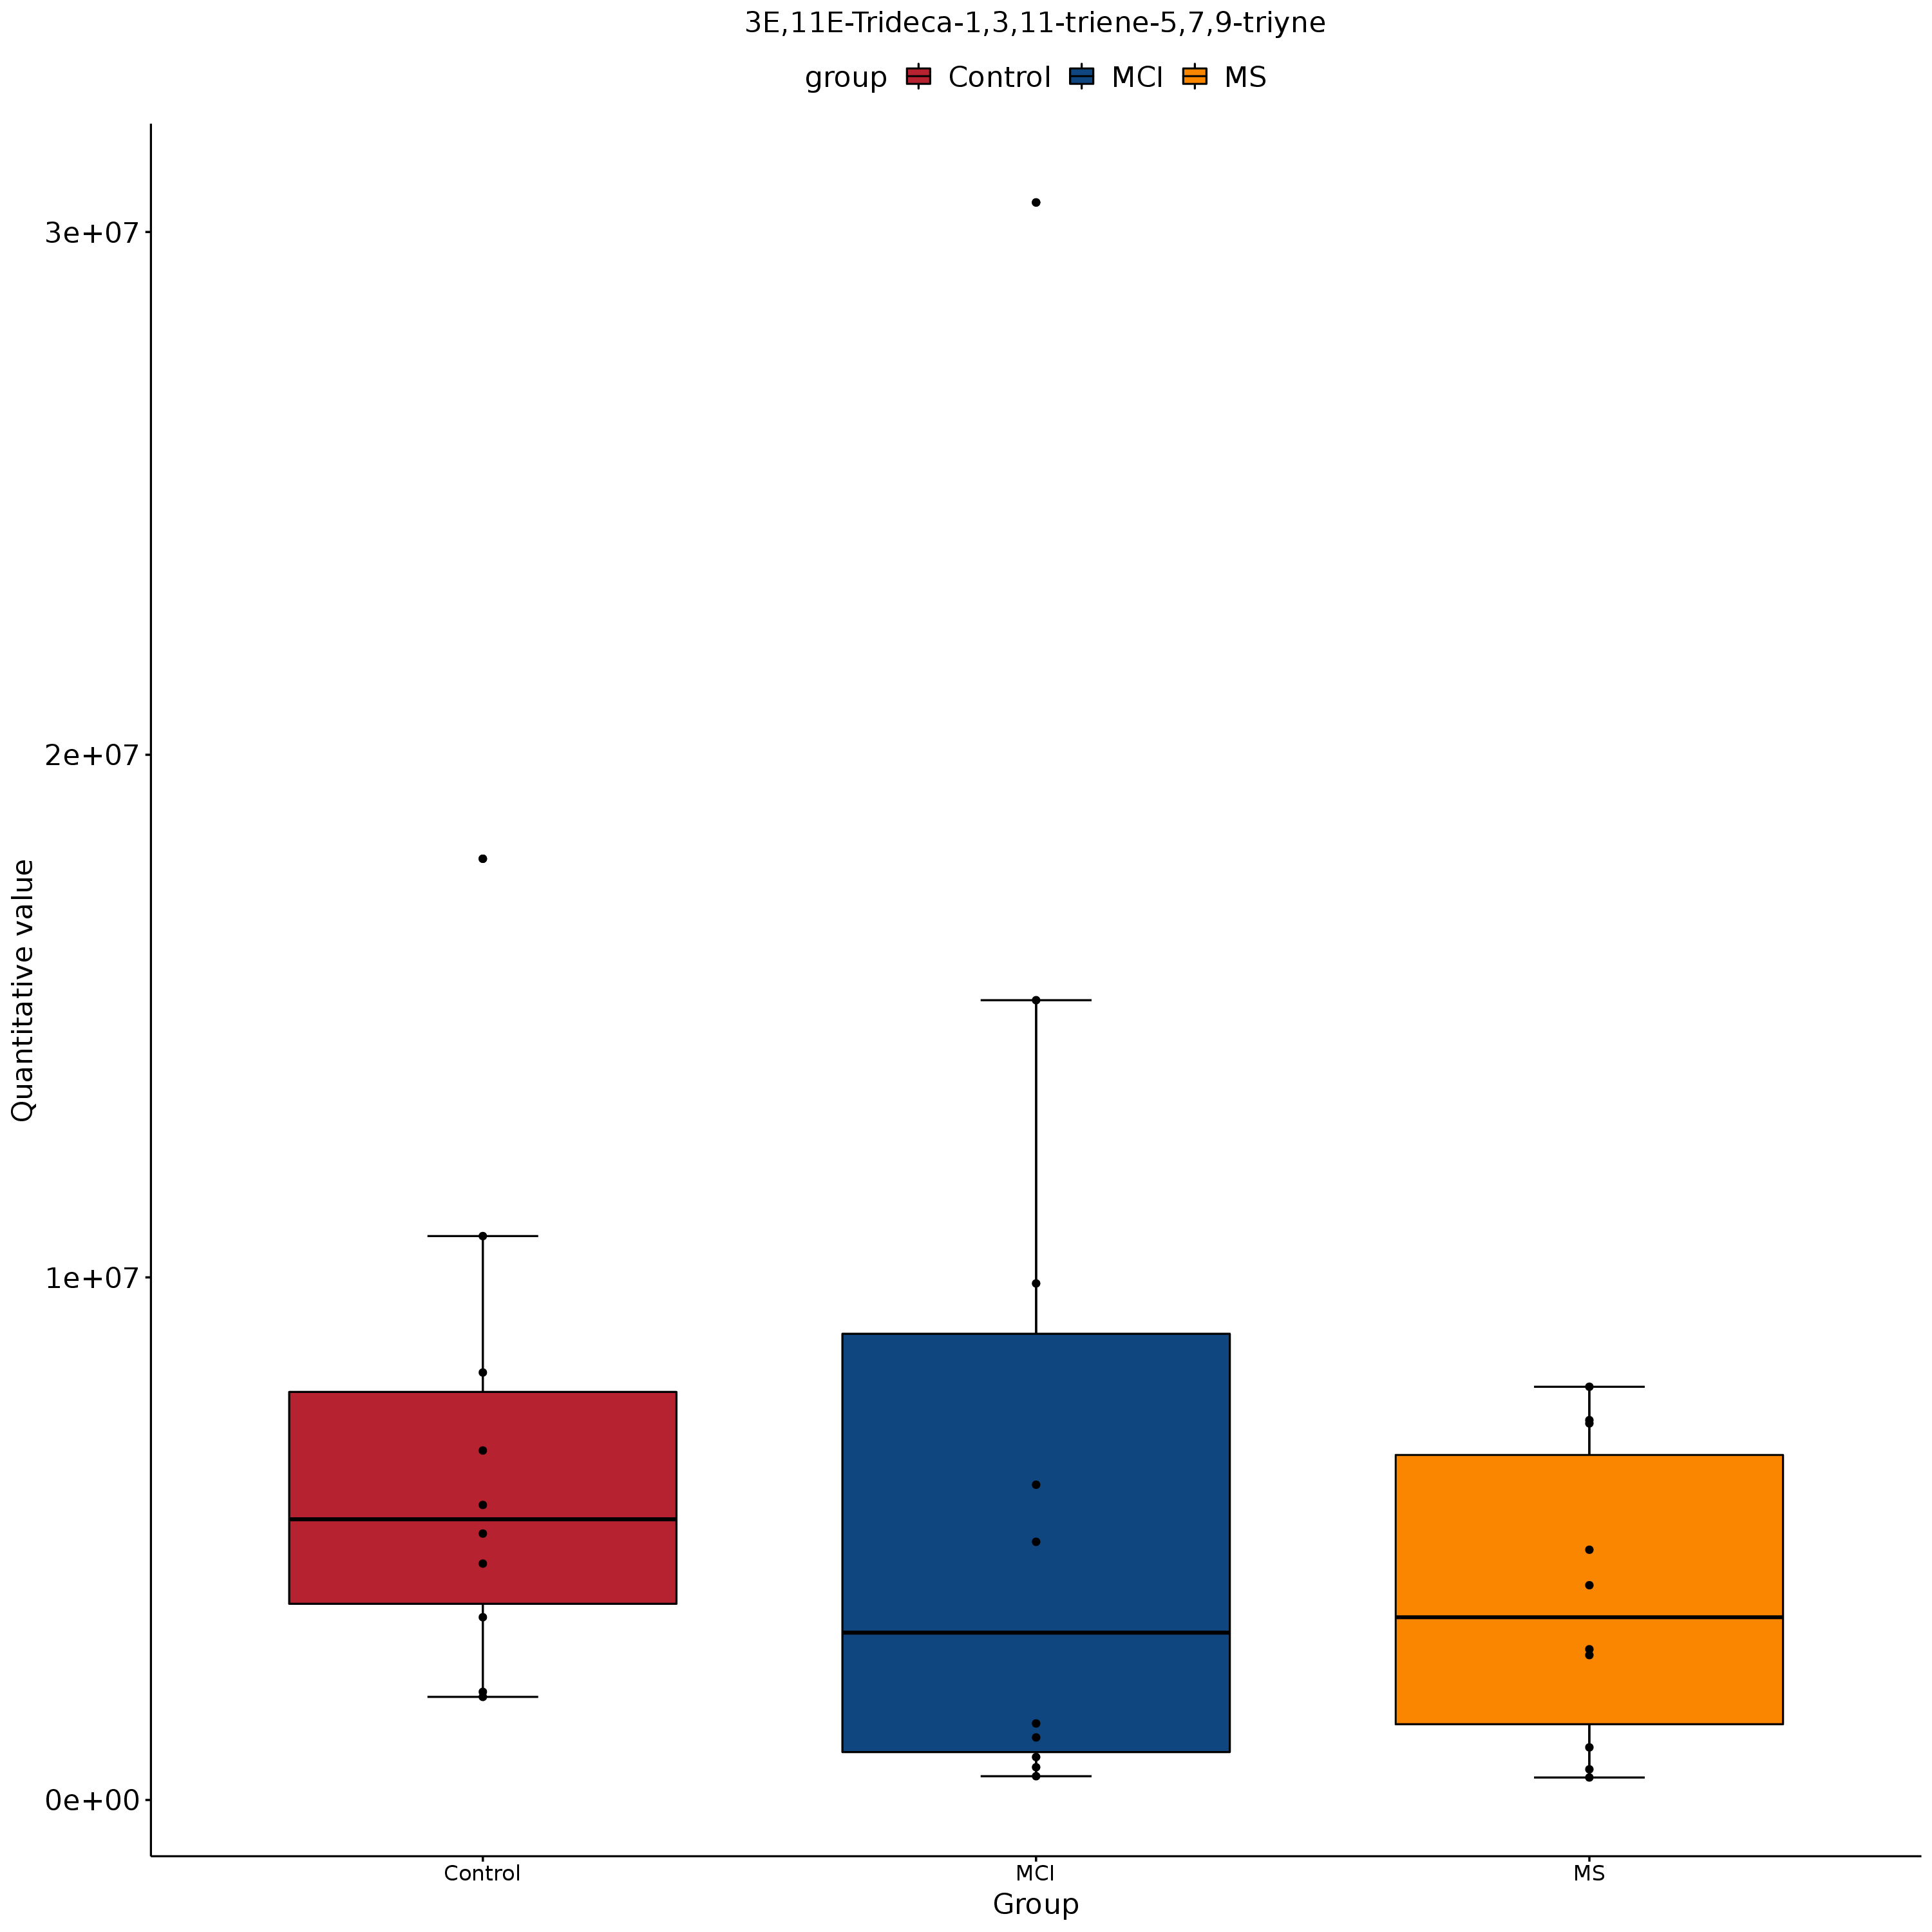 3E,11E-Trideca-1,3,11-triene-5,7,9-triyne
group Control MCI MS
3e+07
2e+07
1e+07
0e+00
Quantitative value
Control MCI MS
Group